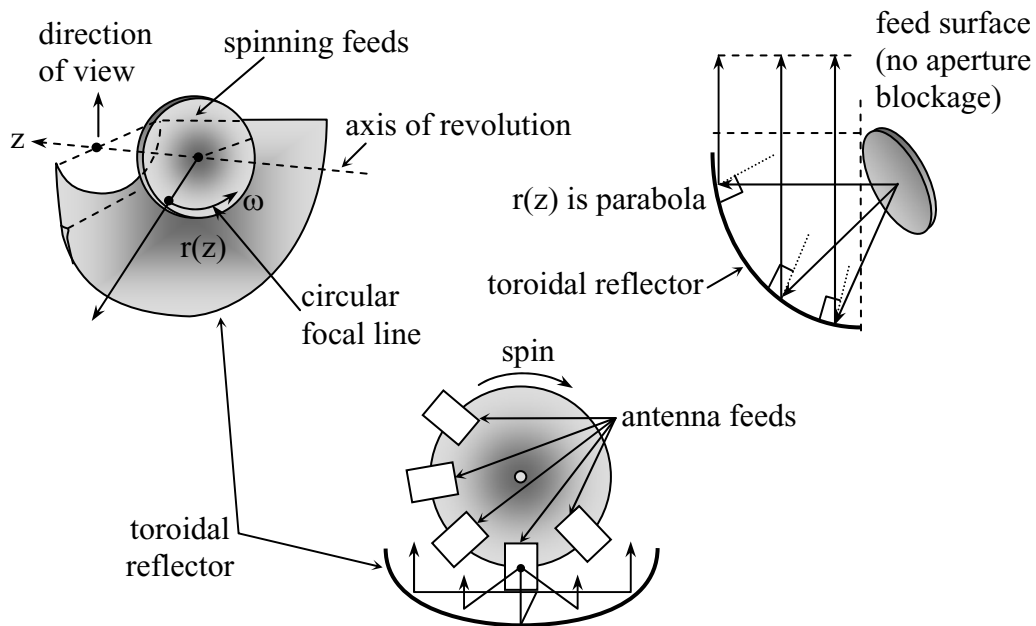 direction
of view
spinning feeds
z
axis of revolution
ω
r(z)
circular
focal line
feed surface
(no aperture
blockage)
r(z) is parabola
toroidal reflector
spin
antenna feeds
toroidal
reflector